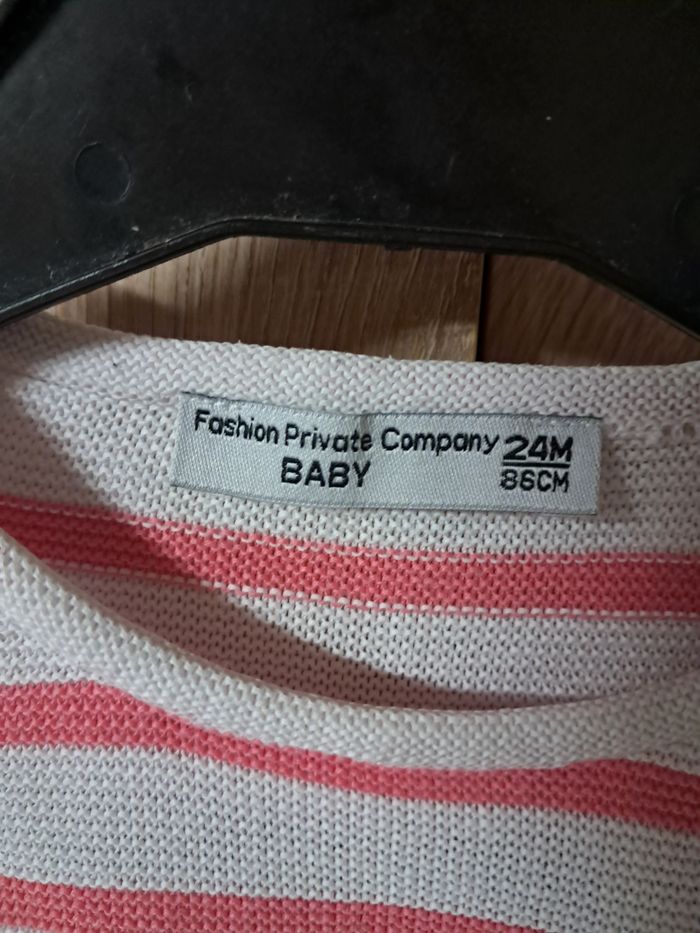 Fashion Private Company
BABY
24M
86CM